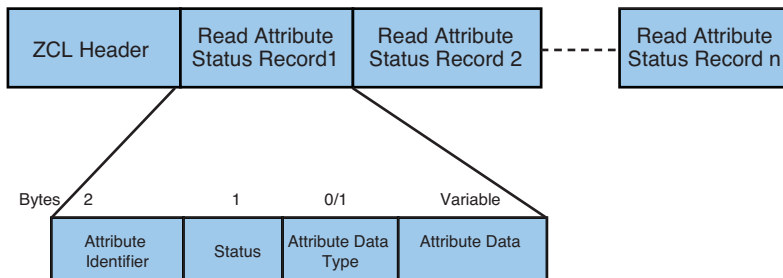 ZCL Header
Read Attribute
Status Record1
Read Attribute
Status Record 2
Read Attribute
Status Record n
Bytes 2 1 0/1 Variable
Attribute
Identifier
Status
Attribute Data
Type
Attribute Data